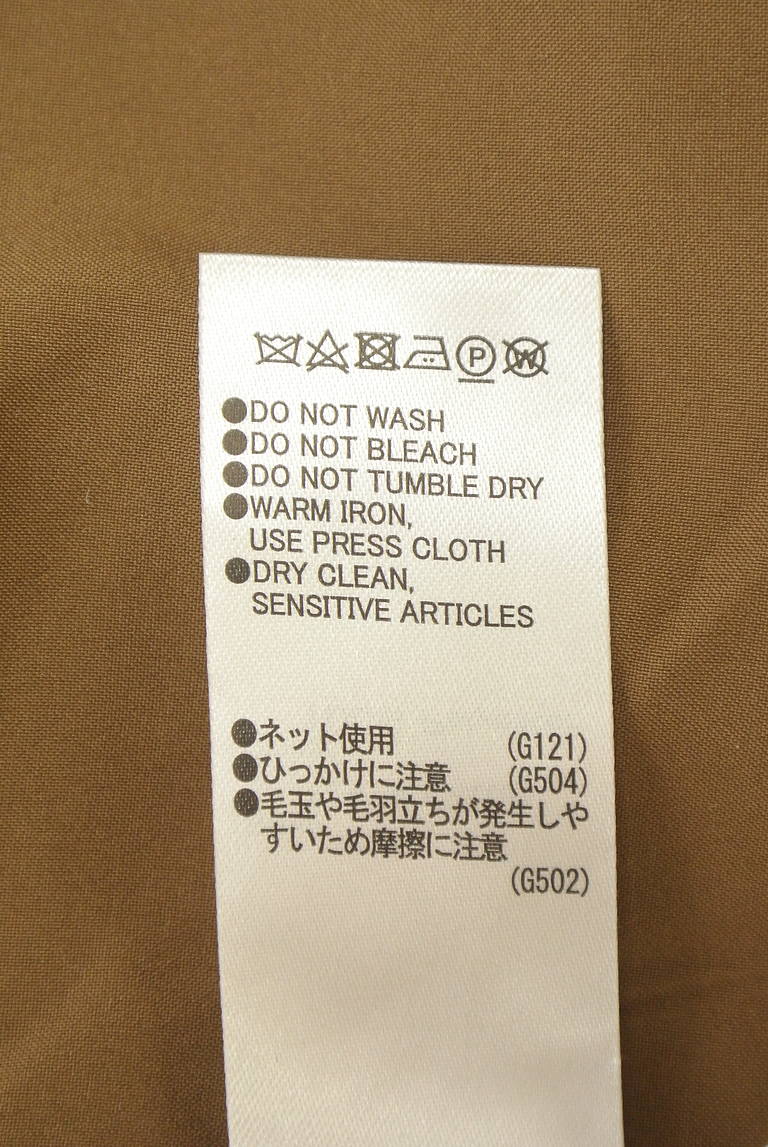 P W
●DO NOT WASH
●DO NOT BLEACH
●DO NOT TUMBLE DRY
●WARM IRON,
USE PRESS CLOTH
●DRY CLEAN,
SENSITIVE ARTICLES
●ネット使用 (G121)
●ひっかけに注意 (G504)
●毛玉や毛羽立ちが発生しや
すいため摩擦に注意
(G502)